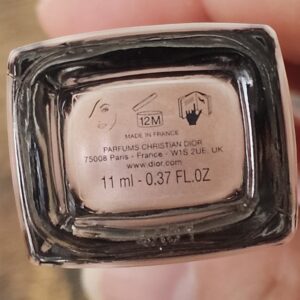 12M
MADE IN FRANCE
PARFUMS CHRISTIAN DIOR
75008 Paris - France - W1S 2UE, UK
www.dior.com
11 ml - 0.37 FL.OZ